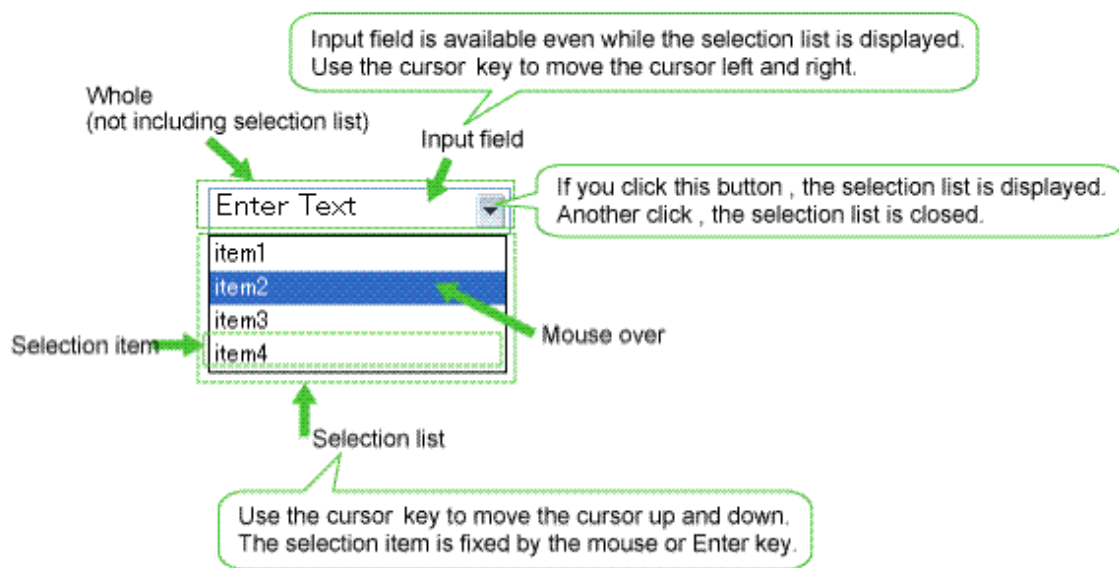 Input field is available even while the selection list is displayed.
Use the cursor key to move the cursor left and right.
Whole
(not including selection list)
Input field
If you click this button , the selection list is displayed.
Another click , the selection list is closed.
Enter Text
item1
item2
item3
item4
Mouse over
Selection item
Selection list
Use the cursor key to move the cursor up and down.
The selection item is fixed by the mouse or Enter key.